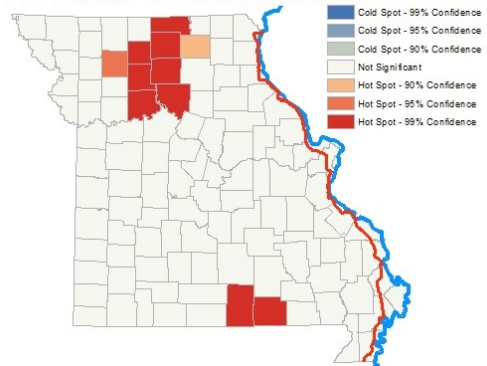 Cold Spot - 99% Confidence
Cold Spot - 95% Confidence
Cold Spot - 90% Confidence
Not Significant
Hot Spot - 90% Confidence
Hot Spot - 95% Confidence
Hot Spot - 99% Confidence